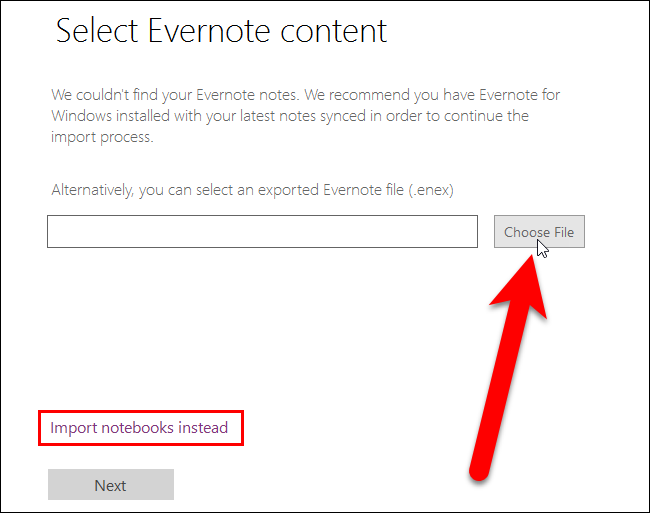 Select Evernote content
We couldn't find your Evernote notes. We recommend you have Evernote for
Windows installed with your latest notes synced in order to continue the
import process.
Alternatively, you can select an exported Evernote file (.enex)
Choose File
Import notebooks instead
Next